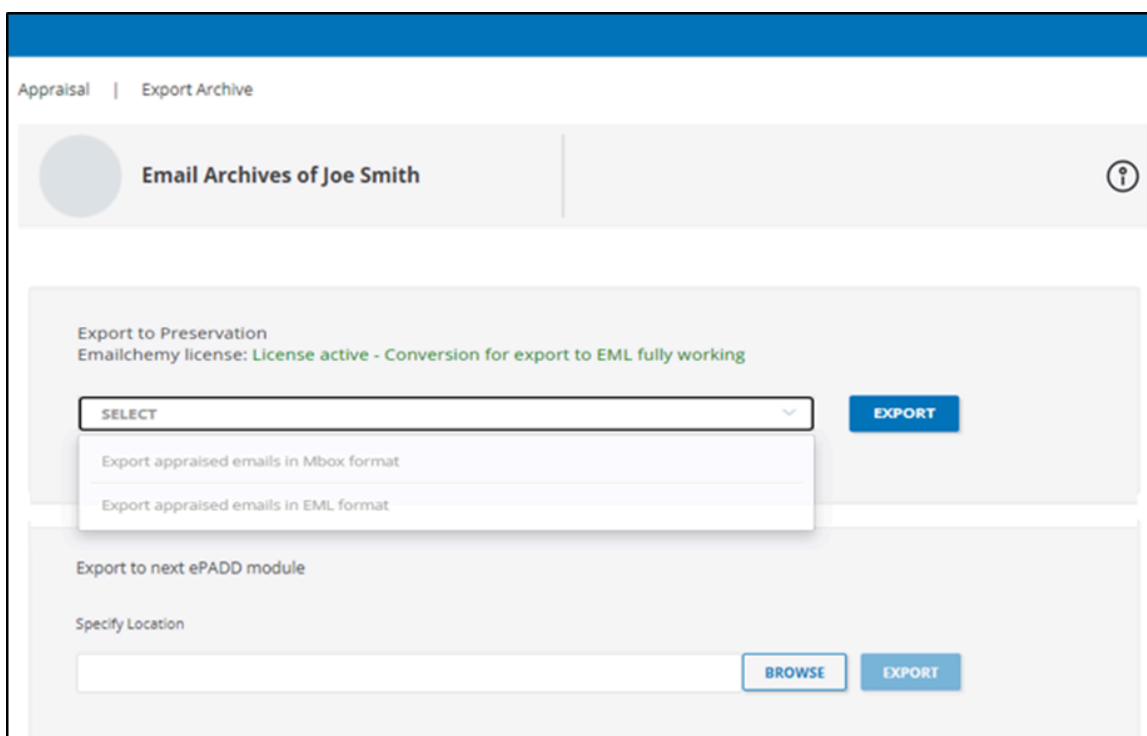 Appraisal | Export Archive
Email Archives of Joe Smith
Export to Preservation
Emailchemy license: License active - Conversion for export to EML fully working
SELECT
EXPORT
Export appraised emails in Mbox format
Export appraised emails in EML format
Export to next ePADD module
Specify Location
BROWSE
EXPORT